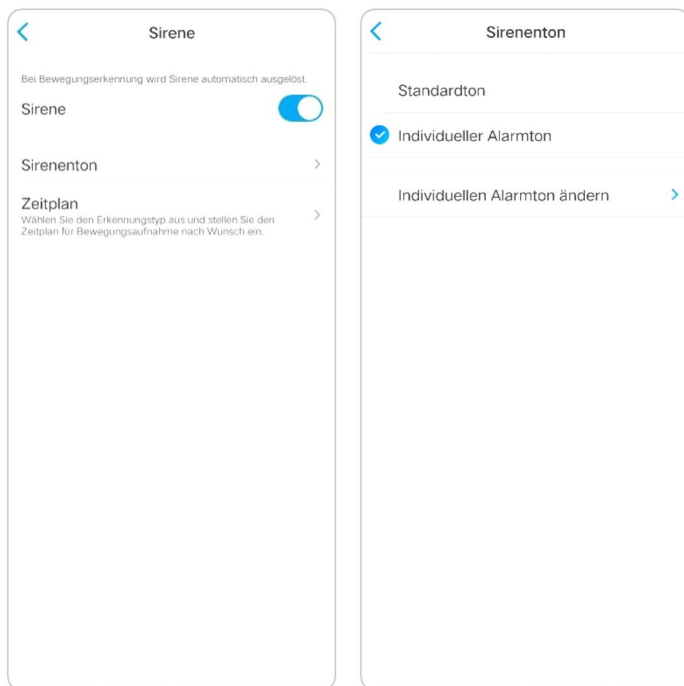 Sirene
Bei Bewegungserkennung wird Sirene automatisch ausgelöst.
Sirene
Sirenenton
Zeitplan
Wählen Sie den Erkennungstyp aus und stellen Sie den
Zeitplan für Bewegungsaufnahme nach Wunsch ein.
Sirenenton
Standardton
Individueller Alarmton
Individuellen Alarmton ändern